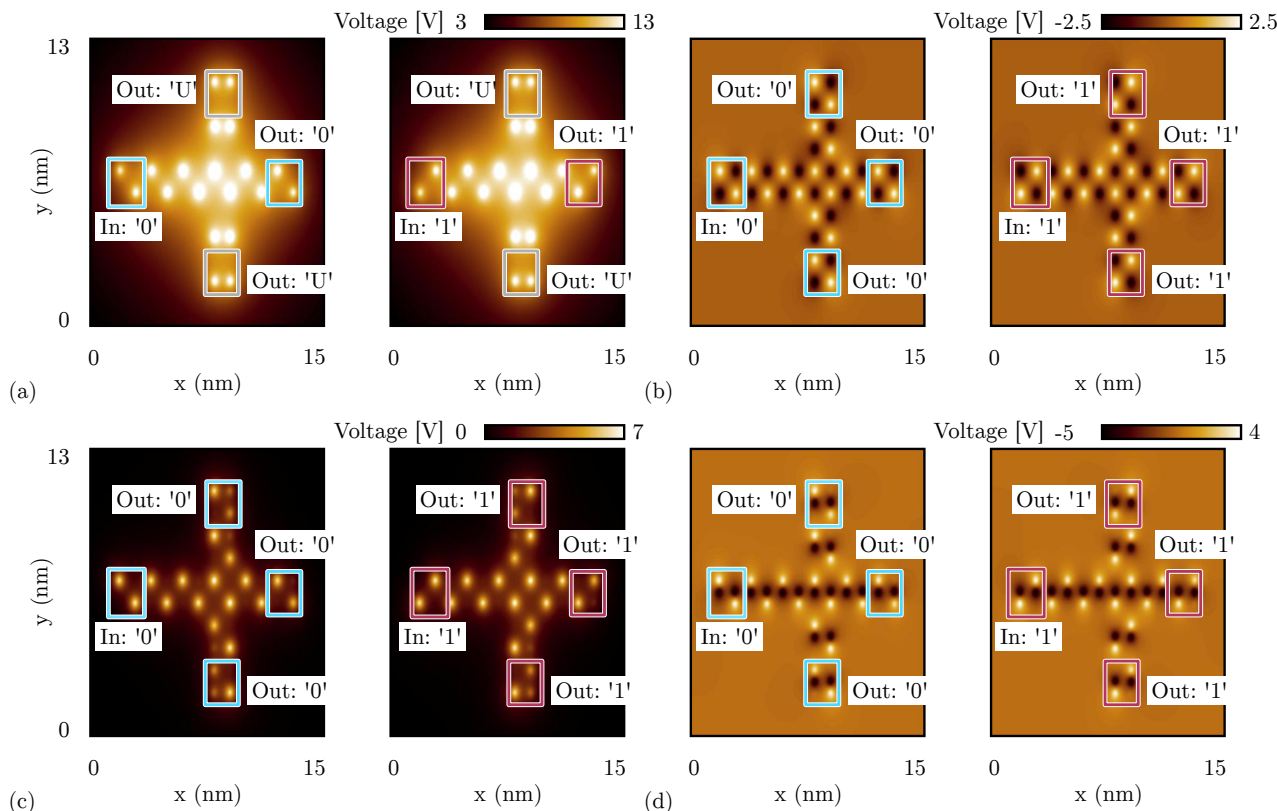 Voltage [V] 3 13
Voltage [V] -2.5 2.5
13
y (nm)
0
Out: 'U'
Out: '0'
In: '0'
Out: 'U'
Out: 'U'
Out: '1'
In: '1'
Out: 'U'
Out: '0'
Out: '0'
In: '0'
Out: '0'
Out: '1'
Out: '1'
In: '1'
Out: '1'
0 15
0 15
0 15
0 15
x (nm)
x (nm)
x (nm)
x (nm)
(a)
(b)
Voltage [V] 0 7
Voltage [V] -5 4
13
y (nm)
0
Out: '0'
Out: '0'
In: '0'
Out: '0'
Out: '1'
Out: '1'
In: '1'
Out: '1'
Out: '0'
Out: '0'
In: '0'
Out: '0'
Out: '1'
Out: '1'
In: '1'
Out: '1'
0 15
0 15
0 15
0 15
x (nm)
x (nm)
x (nm)
x (nm)
(c)
(d)